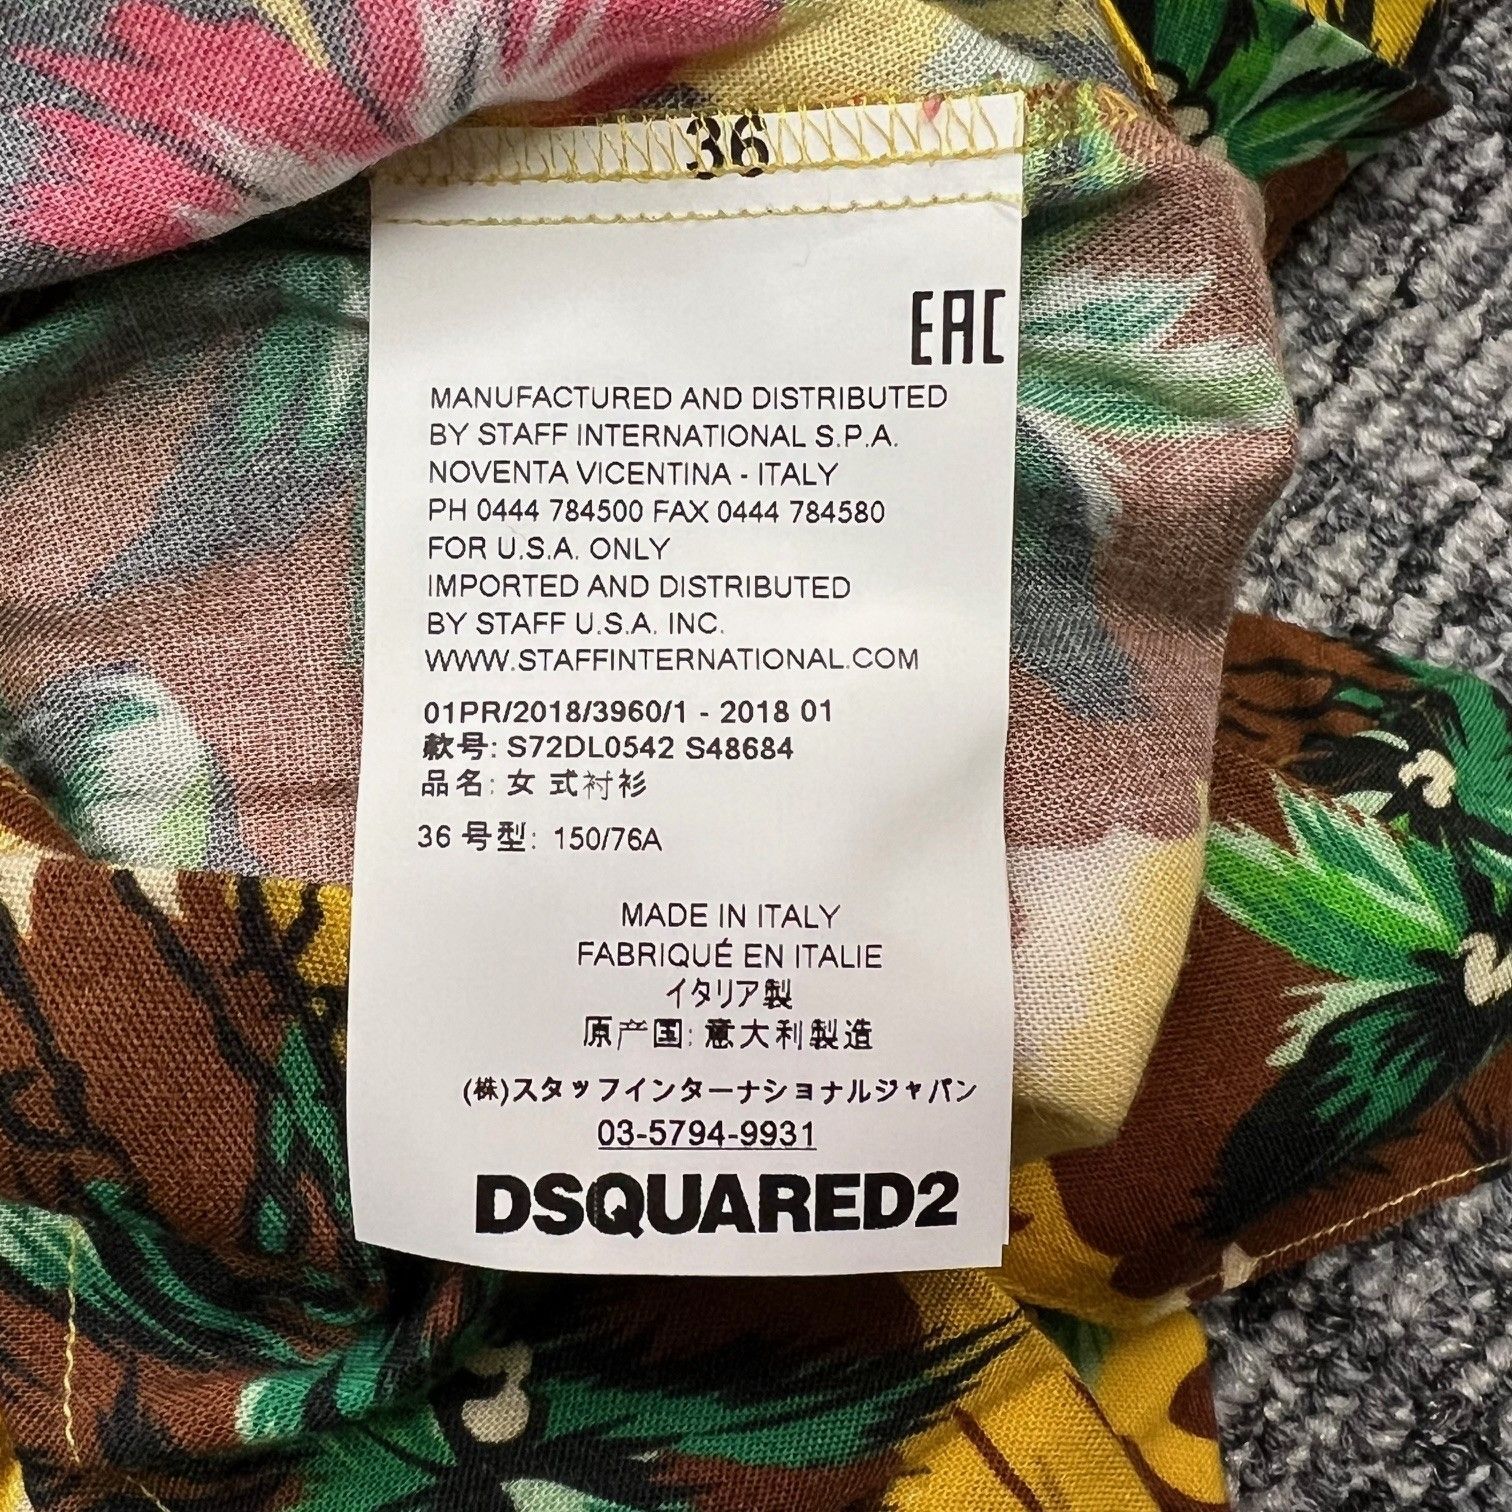 36
EAC
MANUFACTURED AND DISTRIBUTED
BY STAFF INTERNATIONAL S.P.A.
NOVENTA VICENTINA - ITALY
PH 0444 784500 FAX 0444 784580
FOR U.S.A. ONLY
IMPORTED AND DISTRIBUTED
BY STAFF U.S.A. INC.
WWW.STAFFINTERNATIONAL.COM
01PR/2018/3960/1 - 2018 01
款号: S72DL0542 S48684
品名: 女 式衬衫
36 号型: 150/76A
MADE IN ITALY
FABRIQUÉ EN ITALIE
イタリア製
原产国: 意大利製造
(株)スタッフインターナショナルジャパン
03-5794-9931
DSQUARED2